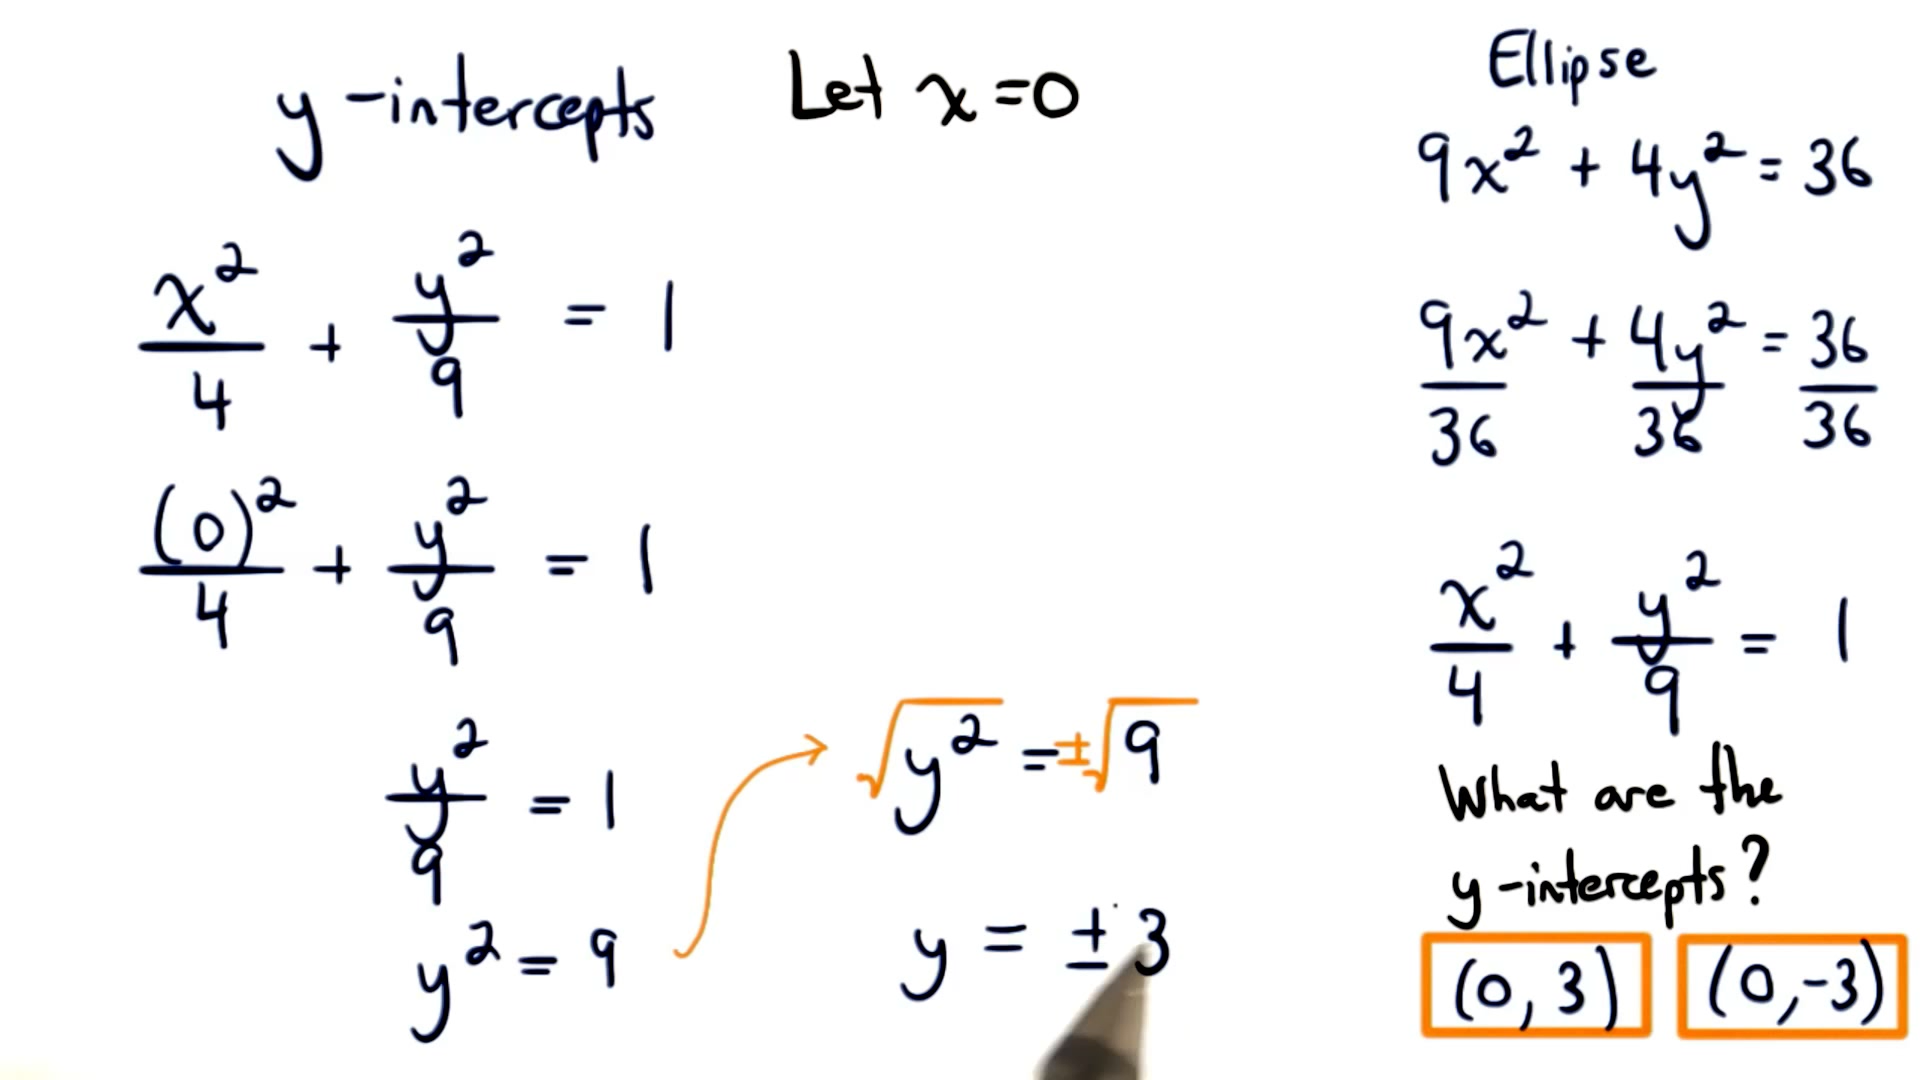 y-intercepts Let x = 0
x²/4 + y²/9 = 1
(0)²/4 + y²/9 = 1
y²/9 = 1
y² = 9
√y² = ±√9
y = ± 3
Ellipse
9x² + 4y² = 36
9x²/36 + 4y²/36 = 36/36
x²/4 + y²/9 = 1
What are the
y-intercepts?
(0, 3) (0,-3)